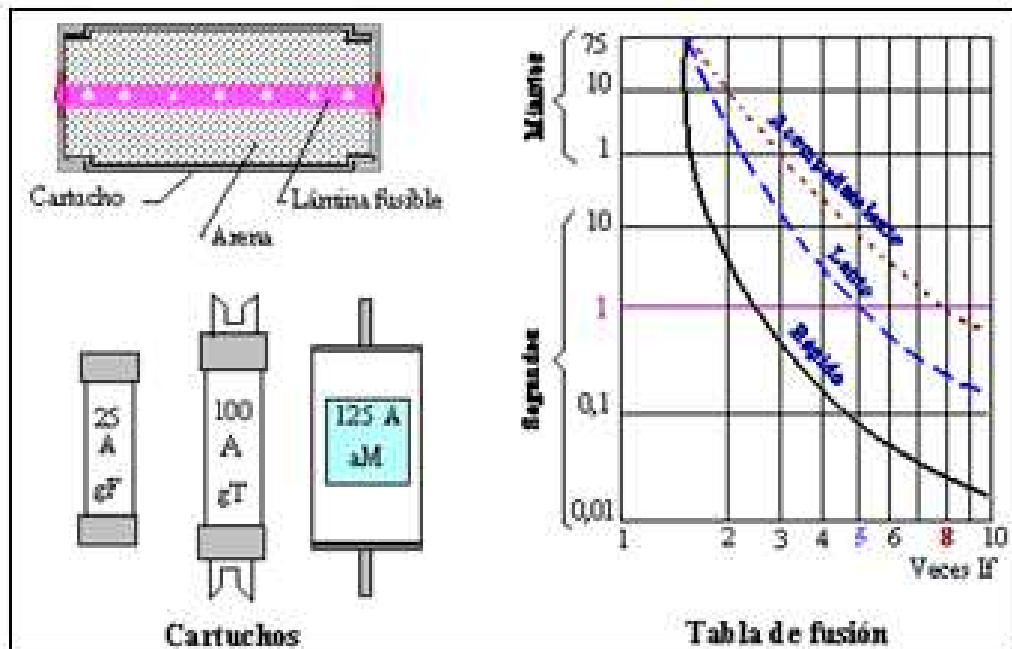 Cartucho
Lámina fusible
Arena
25
A
gF
100
A
gT
125 A
aM
Cartuchos
Minutos
75
10
1
Segundos
10
1
0,1
0,01
Acompañamiento
Lento
Rápido
1 2 3 4 5 6 8 10
Veces If
Tabla de fusión